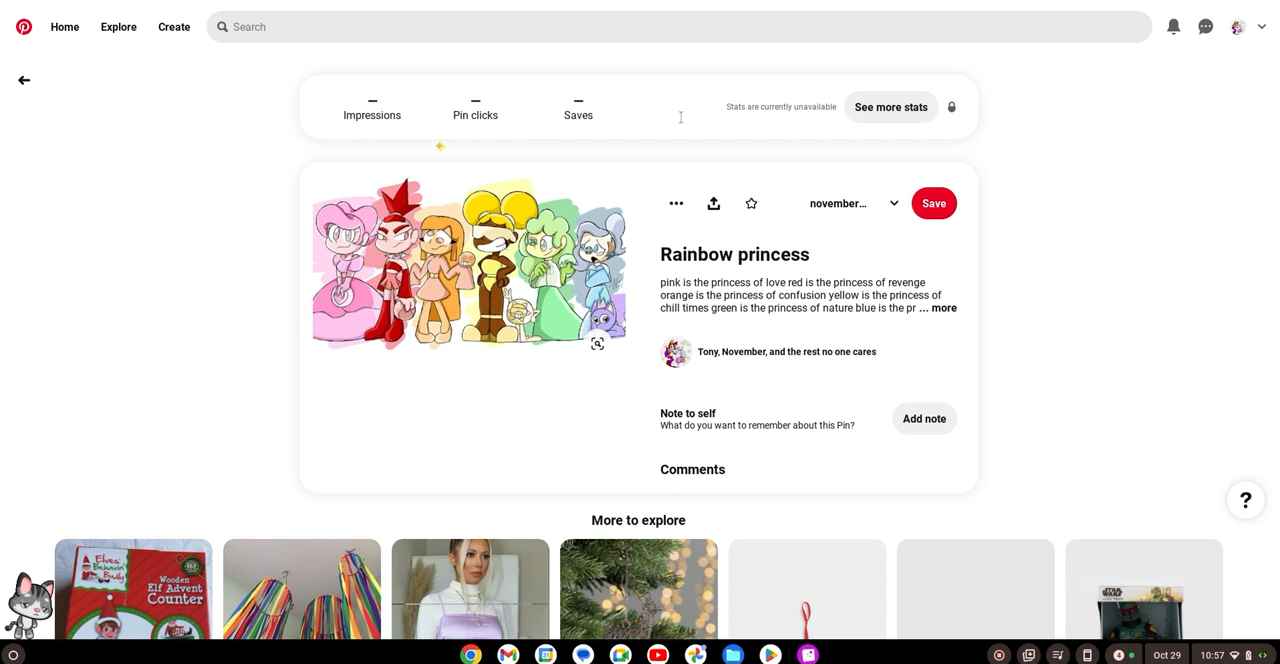 Home
Explore
Create
Search
Impressions
Pin clicks
Saves
Stats are currently unavailable
See more stats
november...
Save
Rainbow princess
pink is the princess of love red is the princess of revenge
orange is the princess of confusion yellow is the princess of
chill times green is the princess of nature blue is the pr ... more
Tony, November, and the rest no one cares
Note to self
What do you want to remember about this Pin?
Add note
Comments
?
More to explore
Elves
Behavin'
Badly
Wooden
Elf Advent
Counter
STAR
WARS
31
4
Oct 29
10:57